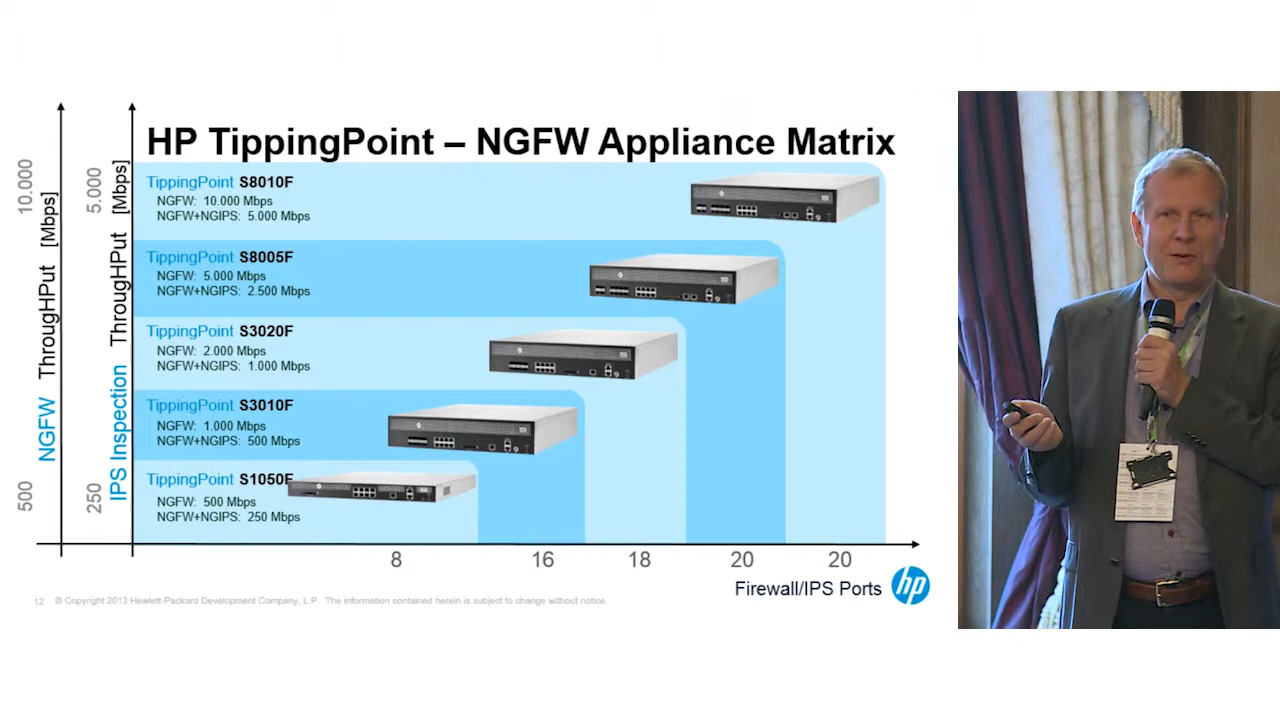 HP TippingPoint – NGFW Appliance Matrix
NGFW ThrougHPut [Mbps]
10.000
500
IPS Inspection ThrougHPut [Mbps]
5.000
250
TippingPoint S8010F
NGFW: 10.000 Mbps
NGFW+NGIPS: 5.000 Mbps
TippingPoint S8005F
NGFW: 5.000 Mbps
NGFW+NGIPS: 2.500 Mbps
TippingPoint S3020F
NGFW: 2.000 Mbps
NGFW+NGIPS: 1.000 Mbps
TippingPoint S3010F
NGFW: 1.000 Mbps
NGFW+NGIPS: 500 Mbps
TippingPoint S1050F
NGFW: 500 Mbps
NGFW+NGIPS: 250 Mbps
8 16 18 20 20
Firewall/IPS Ports
hp
12 © Copyright 2013 Hewlett-Packard Development Company, L.P. The information contained herein is subject to change without notice.